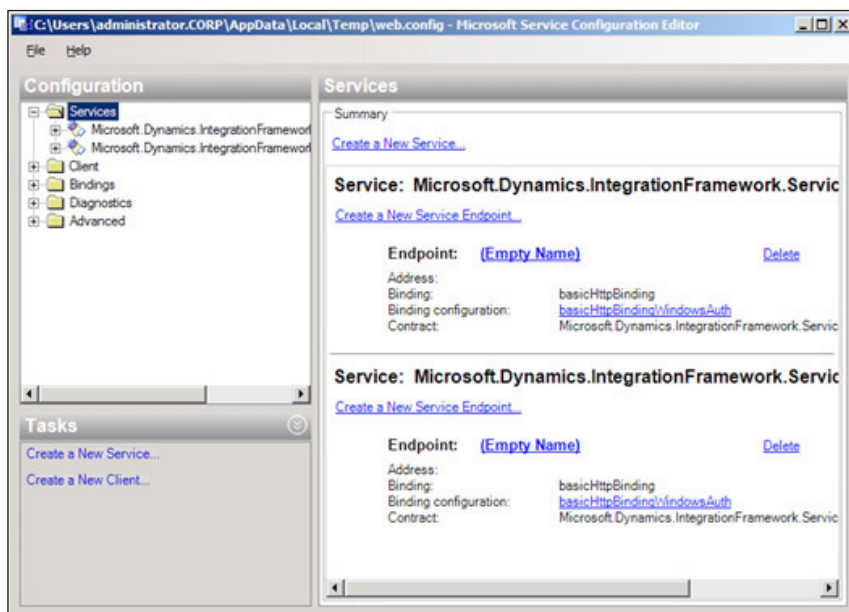 C:\Users\administrator.CORP\AppData\Local\Temp\web.config - Microsoft Service Configuration Editor
File Help
Configuration
Services
Microsoft.Dynamics.IntegrationFramework
Microsoft.Dynamics.IntegrationFramework
Client
Bindings
Diagnostics
Advanced
Tasks
Create a New Service...
Create a New Client...
Services
Summary
Create a New Service...
Service: Microsoft.Dynamics.IntegrationFramework.Servic
Create a New Service Endpoint...
Endpoint: (Empty Name) Delete
Address:
Binding: basicHttpBinding
Binding configuration: basicHttpBindingWindowsAuth
Contract: Microsoft.Dynamics.IntegrationFramework.Servic
Service: Microsoft.Dynamics.IntegrationFramework.Servic
Create a New Service Endpoint...
Endpoint: (Empty Name) Delete
Address:
Binding: basicHttpBinding
Binding configuration: basicHttpBindingWindowsAuth
Contract: Microsoft.Dynamics.IntegrationFramework.Servic